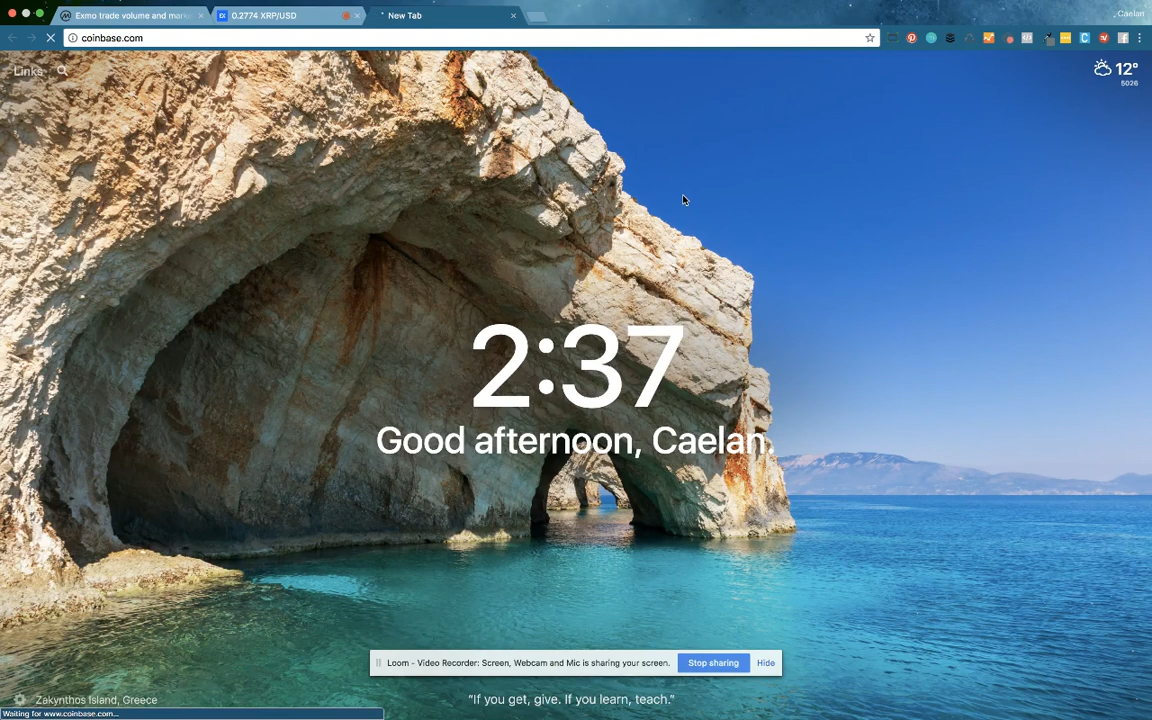 Exmo trade volume and mark
0.2774 XRP/USD
New Tab
Caelan
coinbase.com
Links
12°
5026
2:37
Good afternoon, Caelan.
Loom - Video Recorder: Screen, Webcam and Mic is sharing your screen.
Stop sharing
Hide
Zakynthos Island, Greece
“If you get, give. If you learn, teach.”
Waiting for www.coinbase.com...